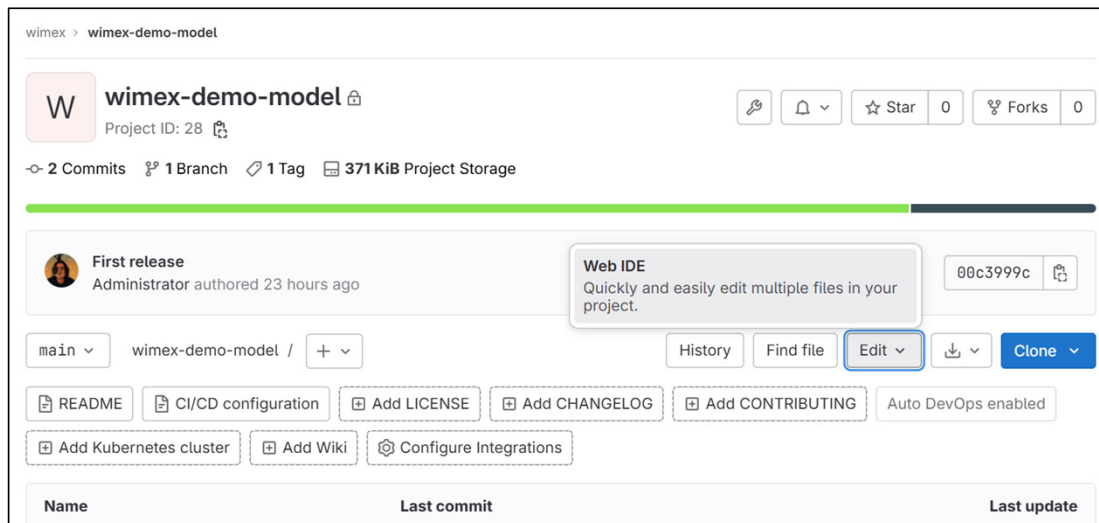 wimex > wimex-demo-model
W
wimex-demo-model
Project ID: 28
Star 0 Forks 0
2 Commits 1 Branch 1 Tag 371 KiB Project Storage
First release
Administrator authored 23 hours ago
Web IDE
Quickly and easily edit multiple files in your
project.
00c3999c
main wimex-demo-model / + History Find file Edit Clone
README CI/CD configuration Add LICENSE Add CHANGELOG Add CONTRIBUTING Auto DevOps enabled
Add Kubernetes cluster Add Wiki Configure Integrations
Name Last commit Last update